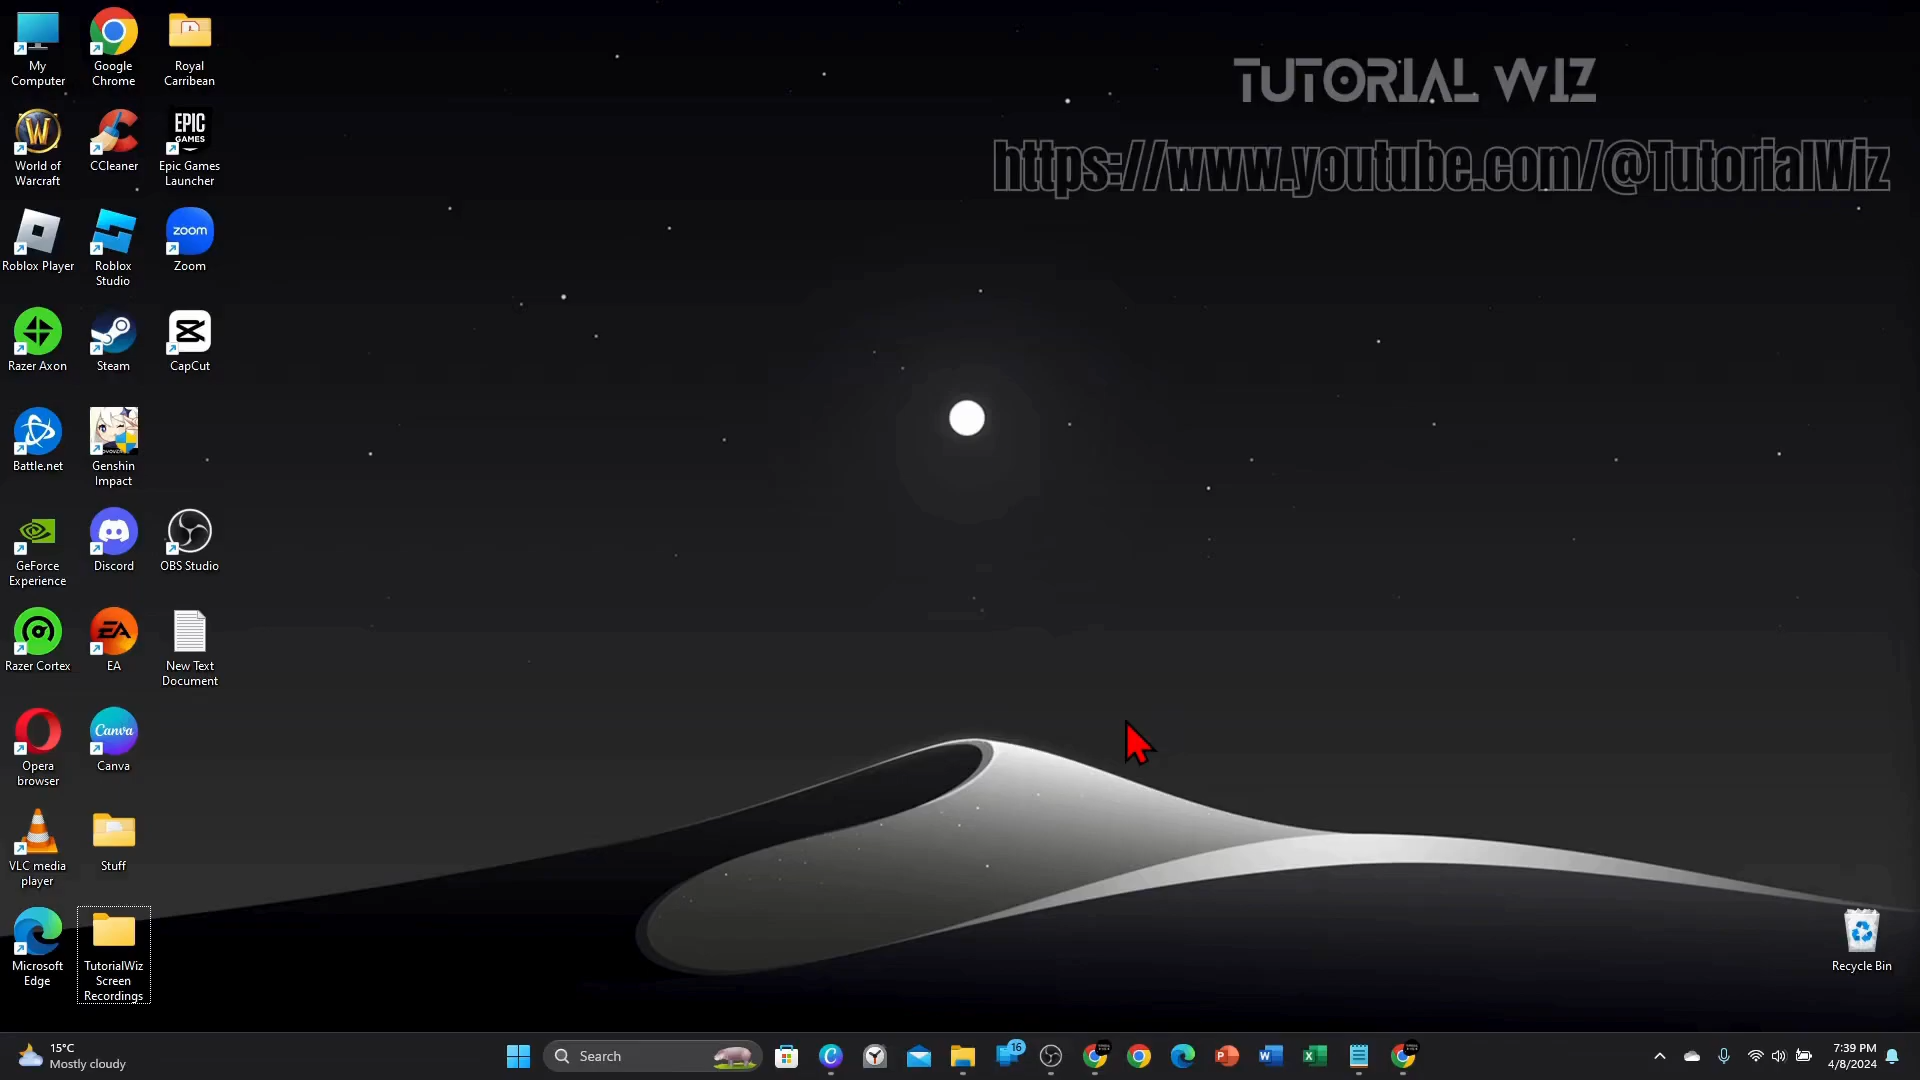 My
Computer
Google
Chrome
Royal
Carribean
TUTORIAL WIZ
https://www.youtube.com/@TutorialWiz
W
World of
Warcraft
CCleaner
EPIC
GAMES
Epic Games
Launcher
Roblox Player
Roblox
Studio
zoom
Zoom
Razer Axon
Steam
CapCut
Battle.net
Genshin
Impact
GeForce
Experience
Discord
OBS Studio
Razer Cortex
EA
EA
New Text
Document
Opera
browser
Canva
Canva
VLC media
player
Stuff
Microsoft
Edge
TutorialWiz
Screen
Recordings
Recycle Bin
15°C
Mostly cloudy
Search
16
7:39 PM
4/8/2024